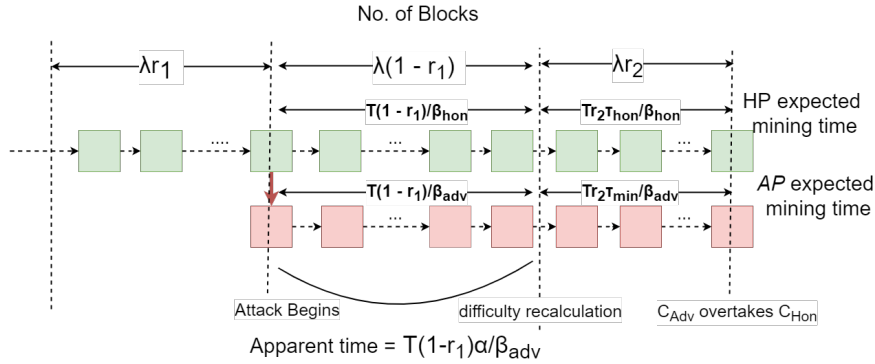 No. of Blocks
λr₁
λ(1 - r₁)
λr₂
T(1 - r₁)/βhon
Tr₂τhon/βhon
HP expected
mining time
....
...
...
T(1 - r₁)/βadv
Tr₂τmin/βadv
AP expected
mining time
...
...
Attack Begins
difficulty recalculation
CAdv overtakes CHon
Apparent time = T(1-r₁)α/βadv